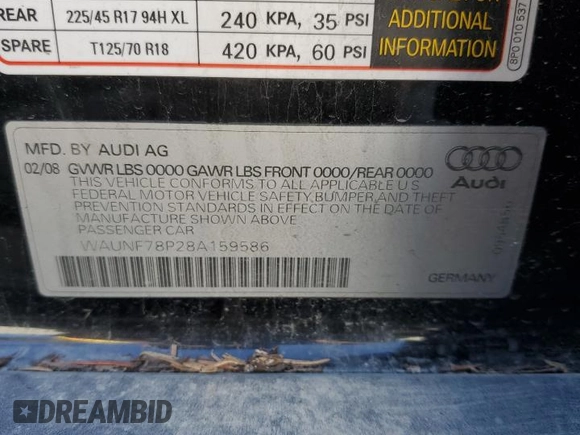 REAR 225/45 R17 94H XL 240 KPA, 35 PSI
SPARE T125/70 R18 420 KPA, 60 PSI
ADDITIONAL
INFORMATION
8P0 010 537
MFD. BY AUDI AG
02/08 GVWR LBS 0000 GAWR LBS FRONT 0000/REAR 0000
THIS VEHICLE CONFORMS TO ALL APPLICABLE U S
FEDERAL MOTOR VEHICLE SAFETY,BUMPER,AND THEFT
PREVENTION STANDARDS IN EFFECT ON THE DATE OF
MANUFACTURE SHOWN ABOVE
PASSENGER CAR
WAUNF78P28A159586
Audi
GERMANY
DREAMBID